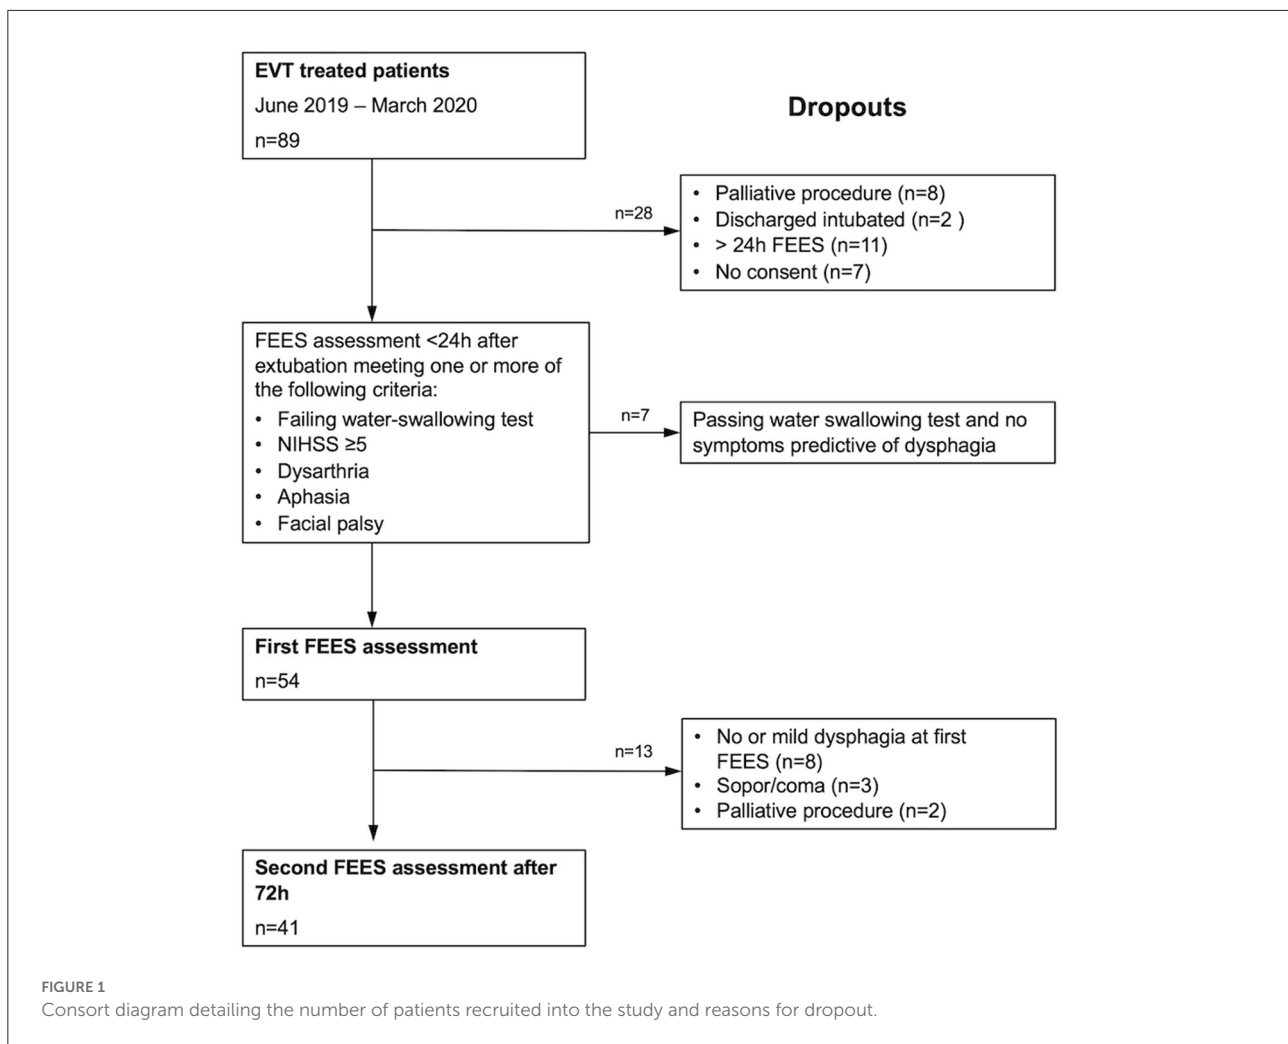 EVT treated patients
June 2019 – March 2020
n=89
Dropouts
n=28
• Palliative procedure (n=8)
• Discharged intubated (n=2 )
• > 24h FEES (n=11)
• No consent (n=7)
FEES assessment <24h after
extubation meeting one or more of
the following criteria:
• Failing water-swallowing test
• NIHSS ≥5
• Dysarthria
• Aphasia
• Facial palsy
n=7
Passing water swallowing test and no
symptoms predictive of dysphagia
First FEES assessment
n=54
n=13
• No or mild dysphagia at first
FEES (n=8)
• Sopor/coma (n=3)
• Palliative procedure (n=2)
Second FEES assessment after
72h
n=41
FIGURE 1
Consort diagram detailing the number of patients recruited into the study and reasons for dropout.